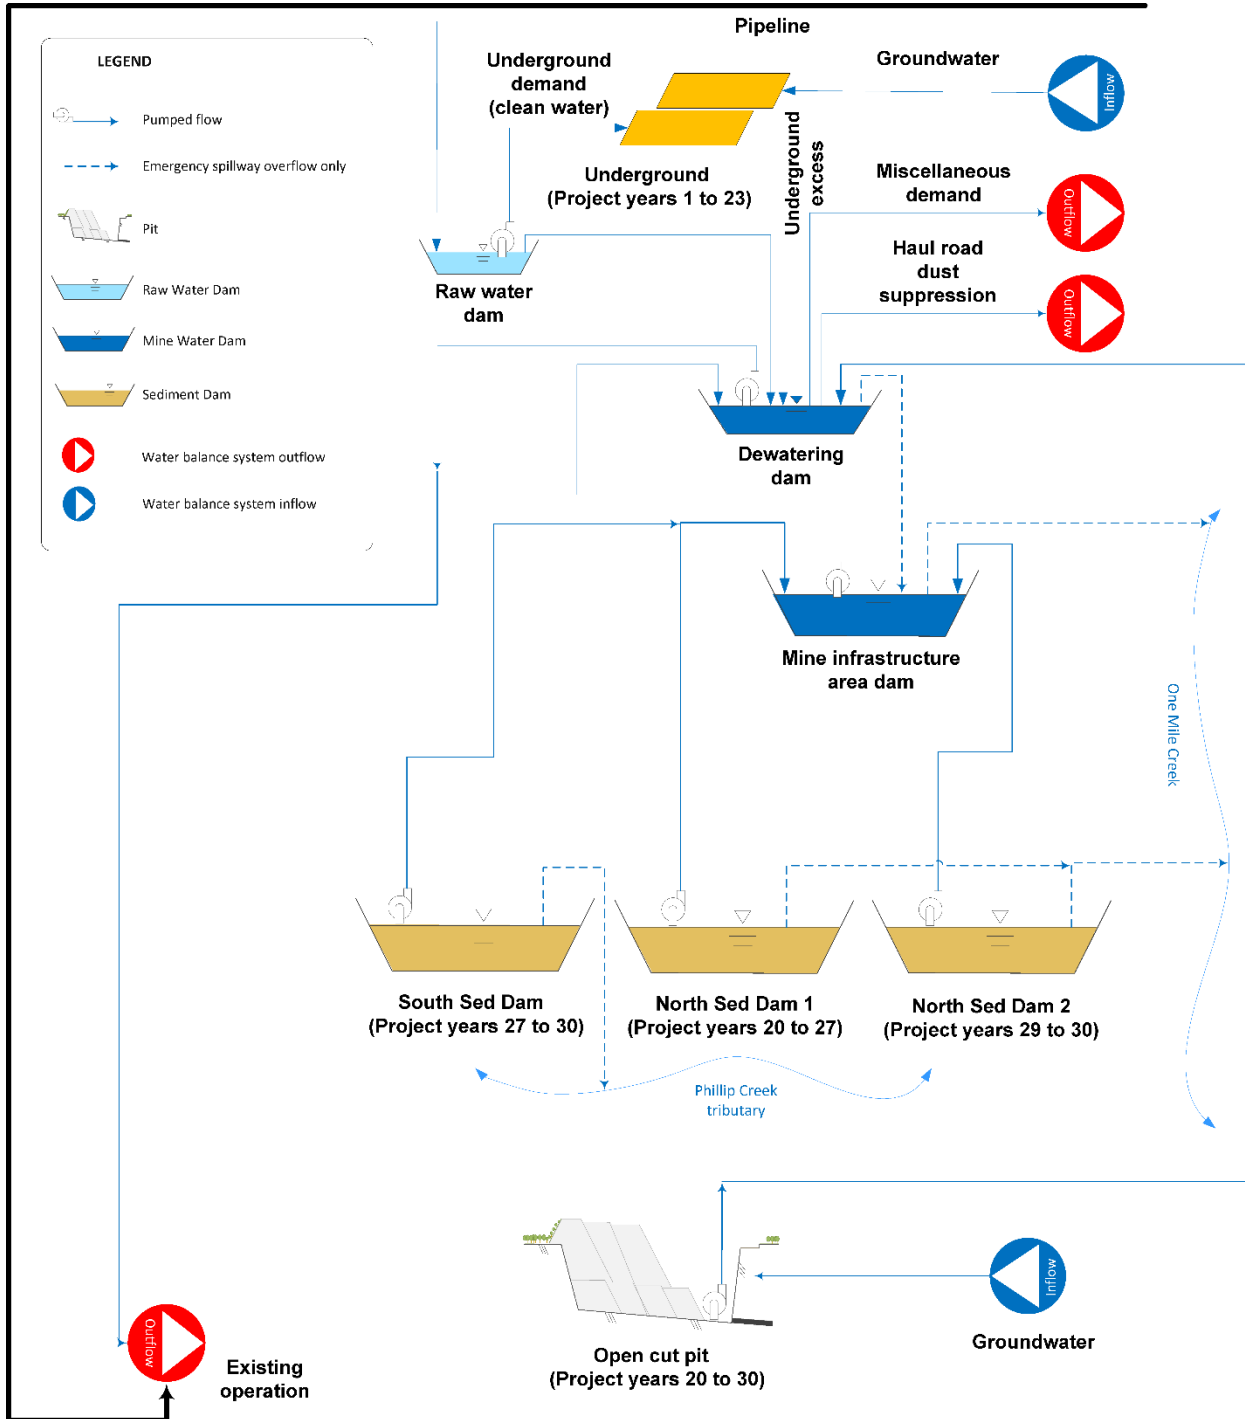 Pipeline
LEGEND
Pumped flow
Emergency spillway overflow only
Pit
Raw Water Dam
Mine Water Dam
Sediment Dam
Water balance system outflow
Water balance system inflow
Underground
demand
(clean water)
Groundwater
Inflow
Underground
(Project years 1 to 23)
Underground
excess
Miscellaneous
demand
Outflow
Haul road
dust
suppression
Outflow
Raw water
dam
Dewatering
dam
Mine infrastructure
area dam
One Mile Creek
South Sed Dam
(Project years 27 to 30)
North Sed Dam 1
(Project years 20 to 27)
North Sed Dam 2
(Project years 29 to 30)
Phillip Creek
tributary
Inflow
Groundwater
Open cut pit
(Project years 20 to 30)
Outflow
Existing
operation